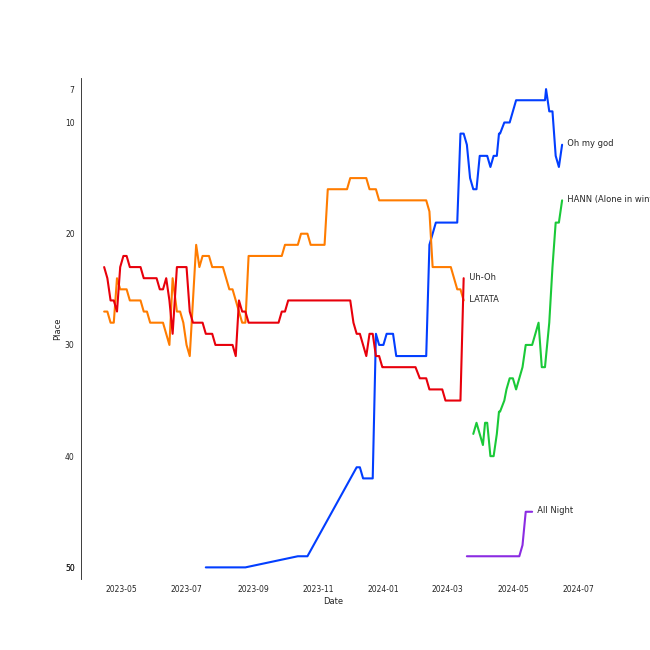 7
10
Oh my god
HANN (Alone in win
20
Uh-Oh
LATATA
Place
30
40
All Night
50
2023-05 2023-07 2023-09 2023-11 2024-01 2024-03 2024-05 2024-07
Date